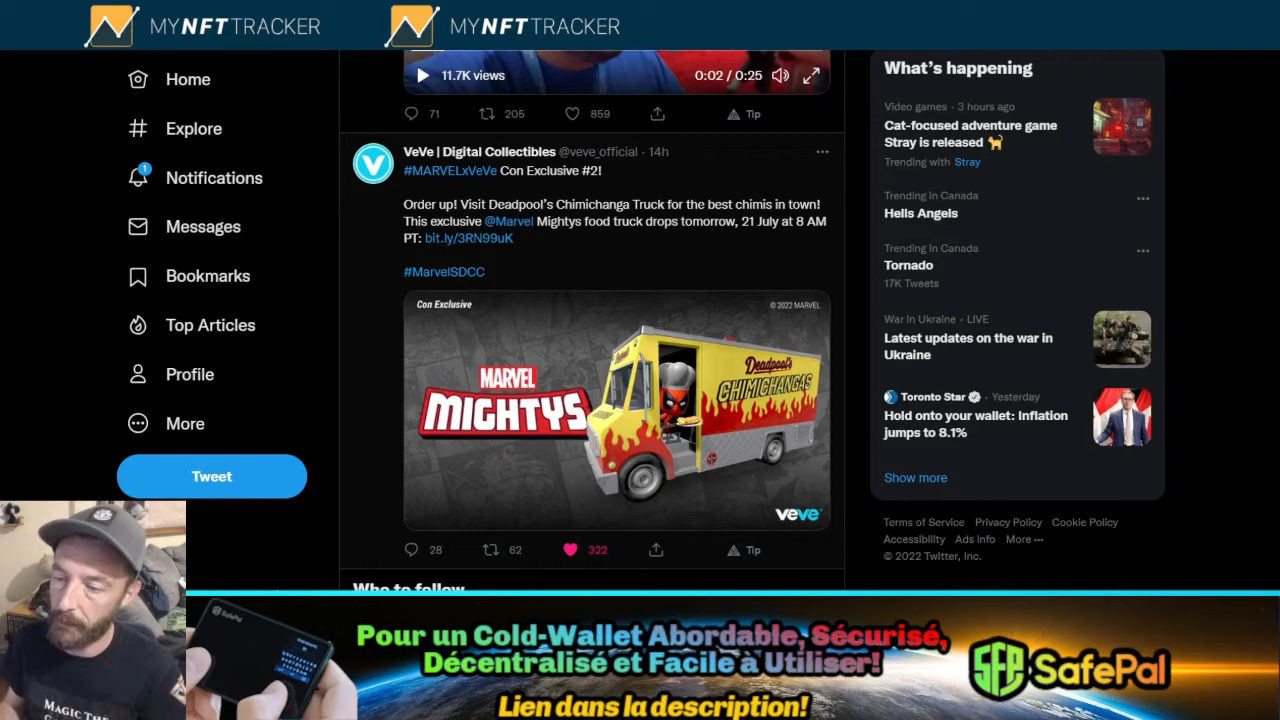 MYNFTTRACKER
MYNFTTRACKER
Home
Explore
1
Notifications
Messages
Bookmarks
Top Articles
Profile
More
Tweet
11.7K views
0:02 / 0:25
71
205
859
Tip
VeVe | Digital Collectibles @veve_official · 14h
#MARVELxVeVe Con Exclusive #2!
Order up! Visit Deadpool's Chimichanga Truck for the best chimis in town!
This exclusive @Marvel Mightys food truck drops tomorrow, 21 July at 8 AM
PT: bit.ly/3RN99uK
#MarvelSDCC
Con Exclusive
© 2022 MARVEL
MARVEL
MIGHTYS
Deadpool's
CHIMICHANGAS
veve
28
62
322
Tip
Who to follow
What's happening
Video games · 3 hours ago
Cat-focused adventure game
Stray is released 🐈
Trending with Stray
Trending in Canada
Hells Angels
Trending in Canada
Tornado
17K Tweets
War in Ukraine · LIVE
Latest updates on the war in
Ukraine
Toronto Star · Yesterday
Hold onto your wallet: Inflation
jumps to 8.1%
Show more
Terms of Service Privacy Policy Cookie Policy
Accessibility Ads info More ···
© 2022 Twitter, Inc.
MAGIC THE
SafePal
Pour un Cold-Wallet Abordable, Sécurisé,
Décentralisé et Facile à Utiliser!
Lien dans la description!
SFP SafePal